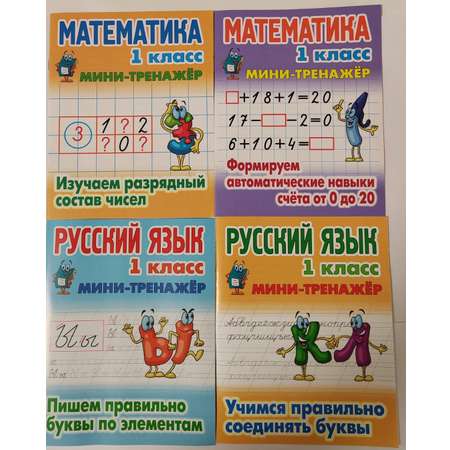 МАТЕМАТИКА
1 класс
МИНИ-ТРЕНАЖЁР
3 1 ? 2
? 0 ?
Изучаем разрядный
состав чисел
МАТЕМАТИКА
1 класс
МИНИ-ТРЕНАЖЁР
□+18+1=20
17-□-2=0
6+10+4=□
Формируем
автоматические навыки
счёта от 0 до 20
РУССКИЙ ЯЗЫК
1 класс
МИНИ-ТРЕНАЖЁР
ы
Ы ы ы
Ы
Пишем правильно
буквы по элементам
РУССКИЙ ЯЗЫК
1 класс
МИНИ-ТРЕНАЖЁР
Учимся правильно
соединять буквы